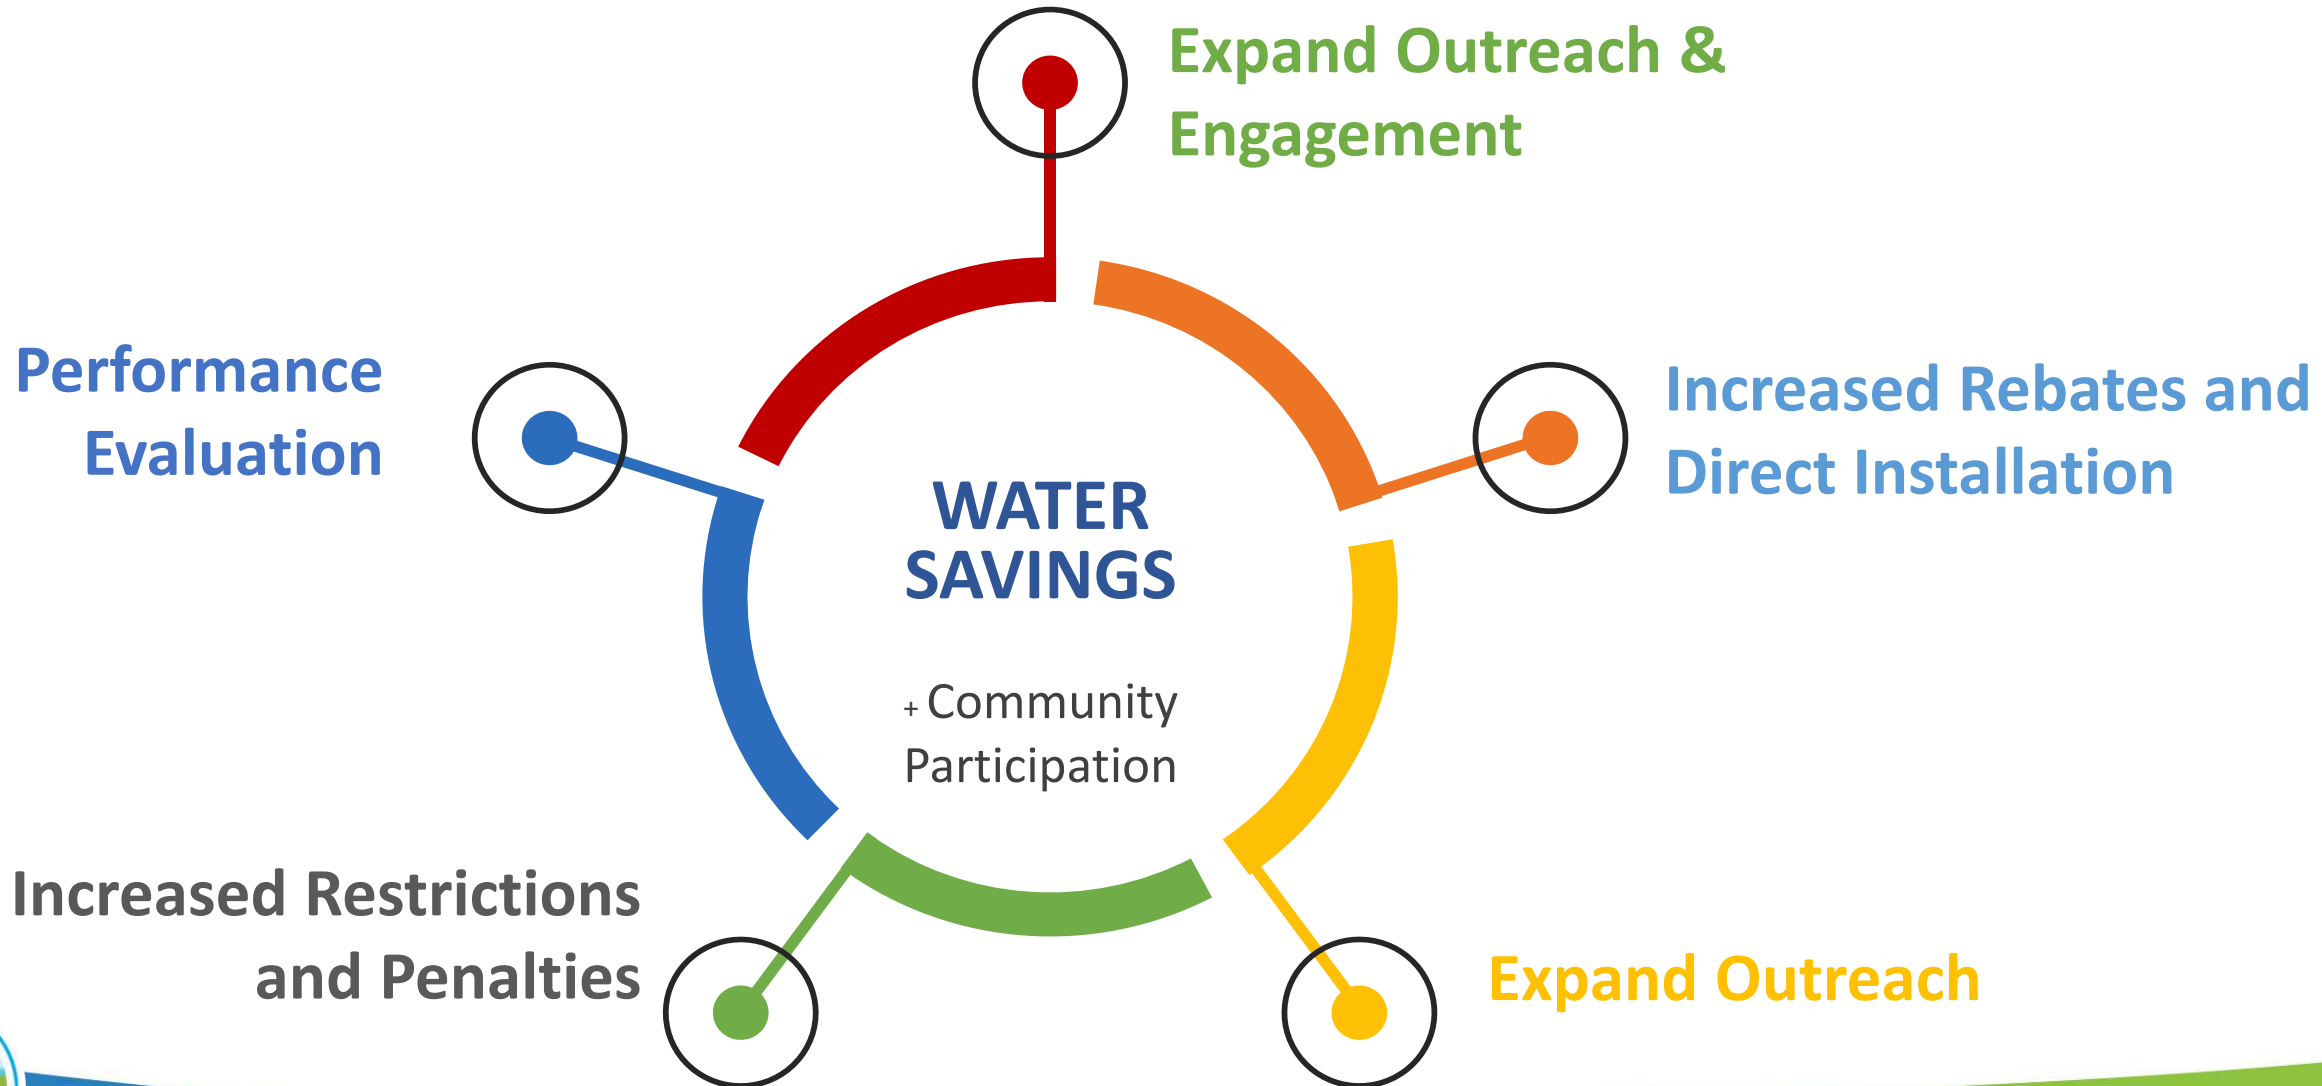 Expand Outreach &
Engagement
Performance
Evaluation
Increased Rebates and
Direct Installation
WATER
SAVINGS
+ Community
Participation
Increased Restrictions
and Penalties
Expand Outreach